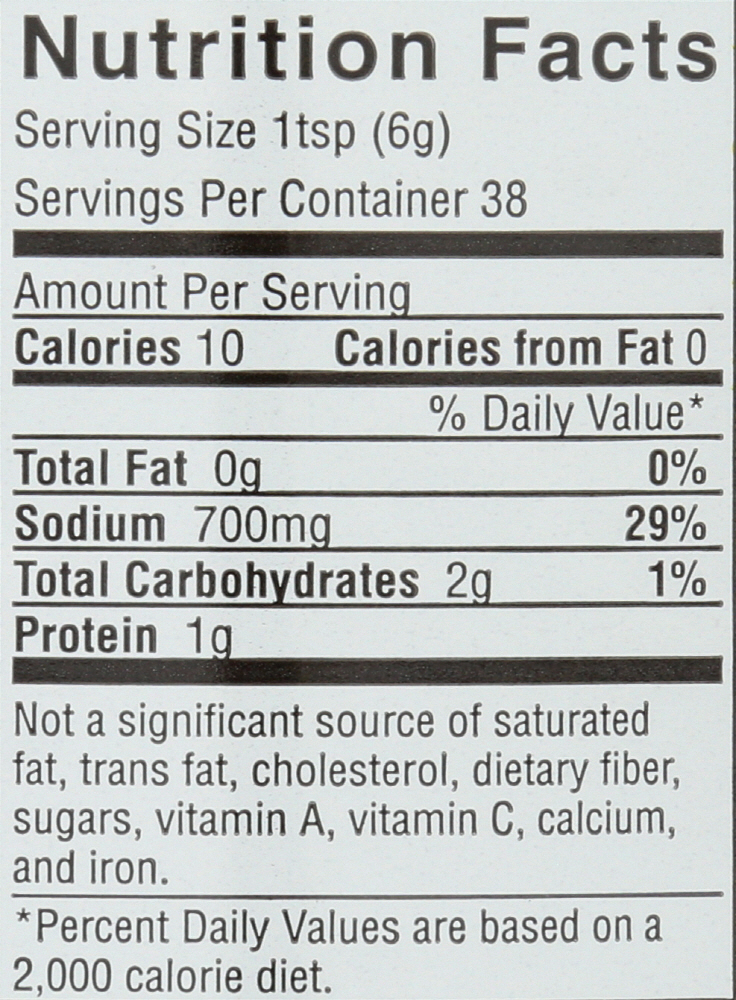 Nutrition Facts
Serving Size 1tsp (6g)
Servings Per Container 38
Amount Per Serving
Calories 10 Calories from Fat 0
% Daily Value*
Total Fat 0g 0%
Sodium 700mg 29%
Total Carbohydrates 2g 1%
Protein 1g
Not a significant source of saturated
fat, trans fat, cholesterol, dietary fiber,
sugars, vitamin A, vitamin C, calcium,
and iron.
*Percent Daily Values are based on a
2,000 calorie diet.